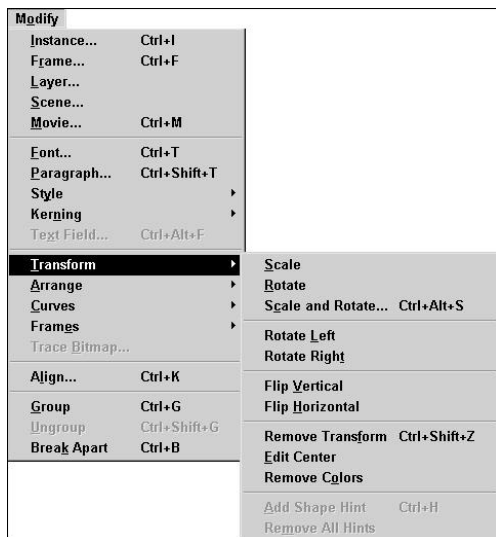 Modify
Instance... Ctrl+I
Frame... Ctrl+F
Layer...
Scene...
Movie... Ctrl+M
Font... Ctrl+T
Paragraph... Ctrl+Shift+T
Style
Kerning
Text Field... Ctrl+Alt+F
Transform
Arrange
Curves
Frames
Trace Bitmap...
Align... Ctrl+K
Group Ctrl+G
Ungroup Ctrl+Shift+G
Break Apart Ctrl+B
Scale
Rotate
Scale and Rotate... Ctrl+Alt+S
Rotate Left
Rotate Right
Flip Vertical
Flip Horizontal
Remove Transform Ctrl+Shift+Z
Edit Center
Remove Colors
Add Shape Hint Ctrl+H
Remove All Hints